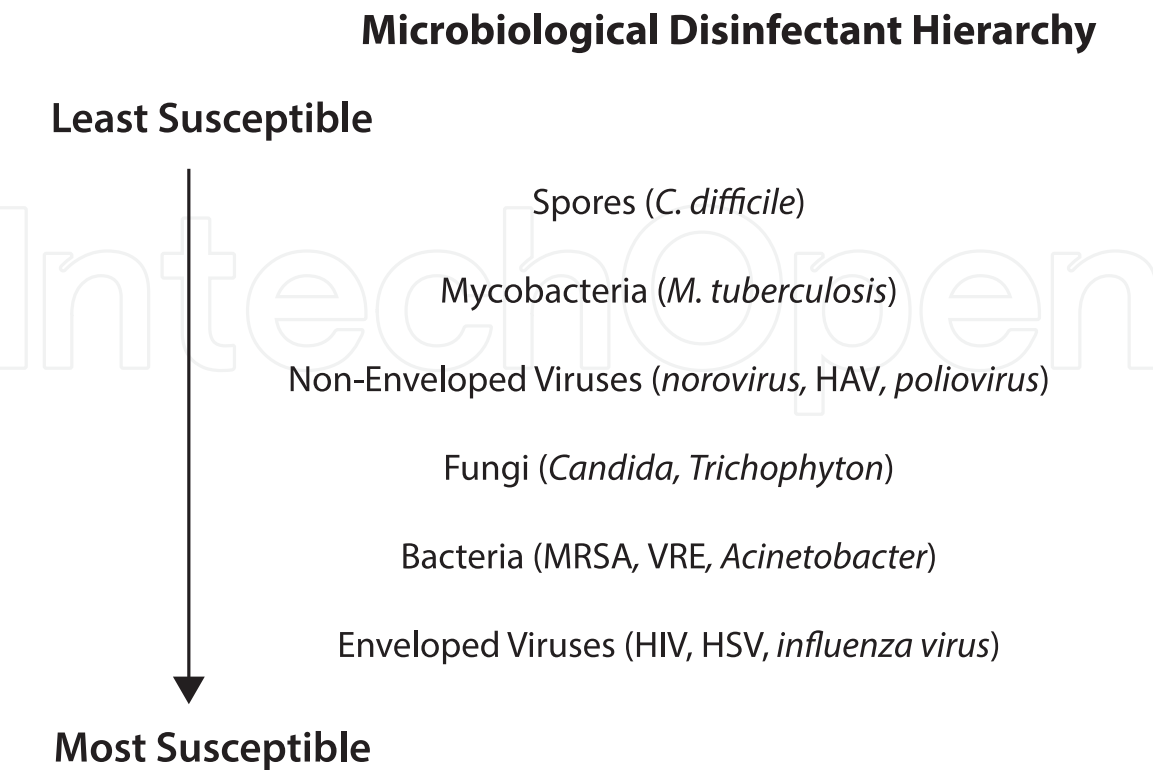 Microbiological Disinfectant Hierarchy
Least Susceptible
Spores (C. difficile)
Mycobacteria (M. tuberculosis)
IntechOpen
Non-Enveloped Viruses (norovirus, HAV, poliovirus)
Fungi (Candida, Trichophyton)
Bacteria (MRSA, VRE, Acinetobacter)
Enveloped Viruses (HIV, HSV, influenza virus)
Most Susceptible